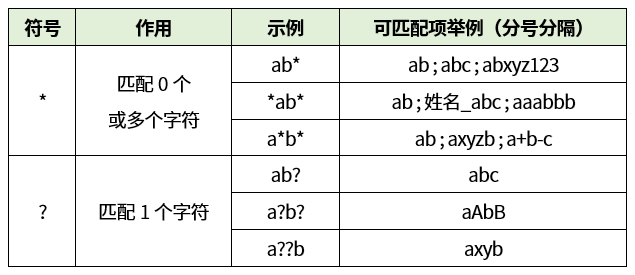 符号 作用 示例 可匹配项举例（分号分隔）
* 匹配 0 个
或多个字符
ab* ab ; abc ; abxyz123
*ab* ab ; 姓名_abc ; aaabbb
a*b* ab ; axyzb ; a+b-c
? 匹配 1 个字符
ab? abc
a?b? aAbB
a??b axyb